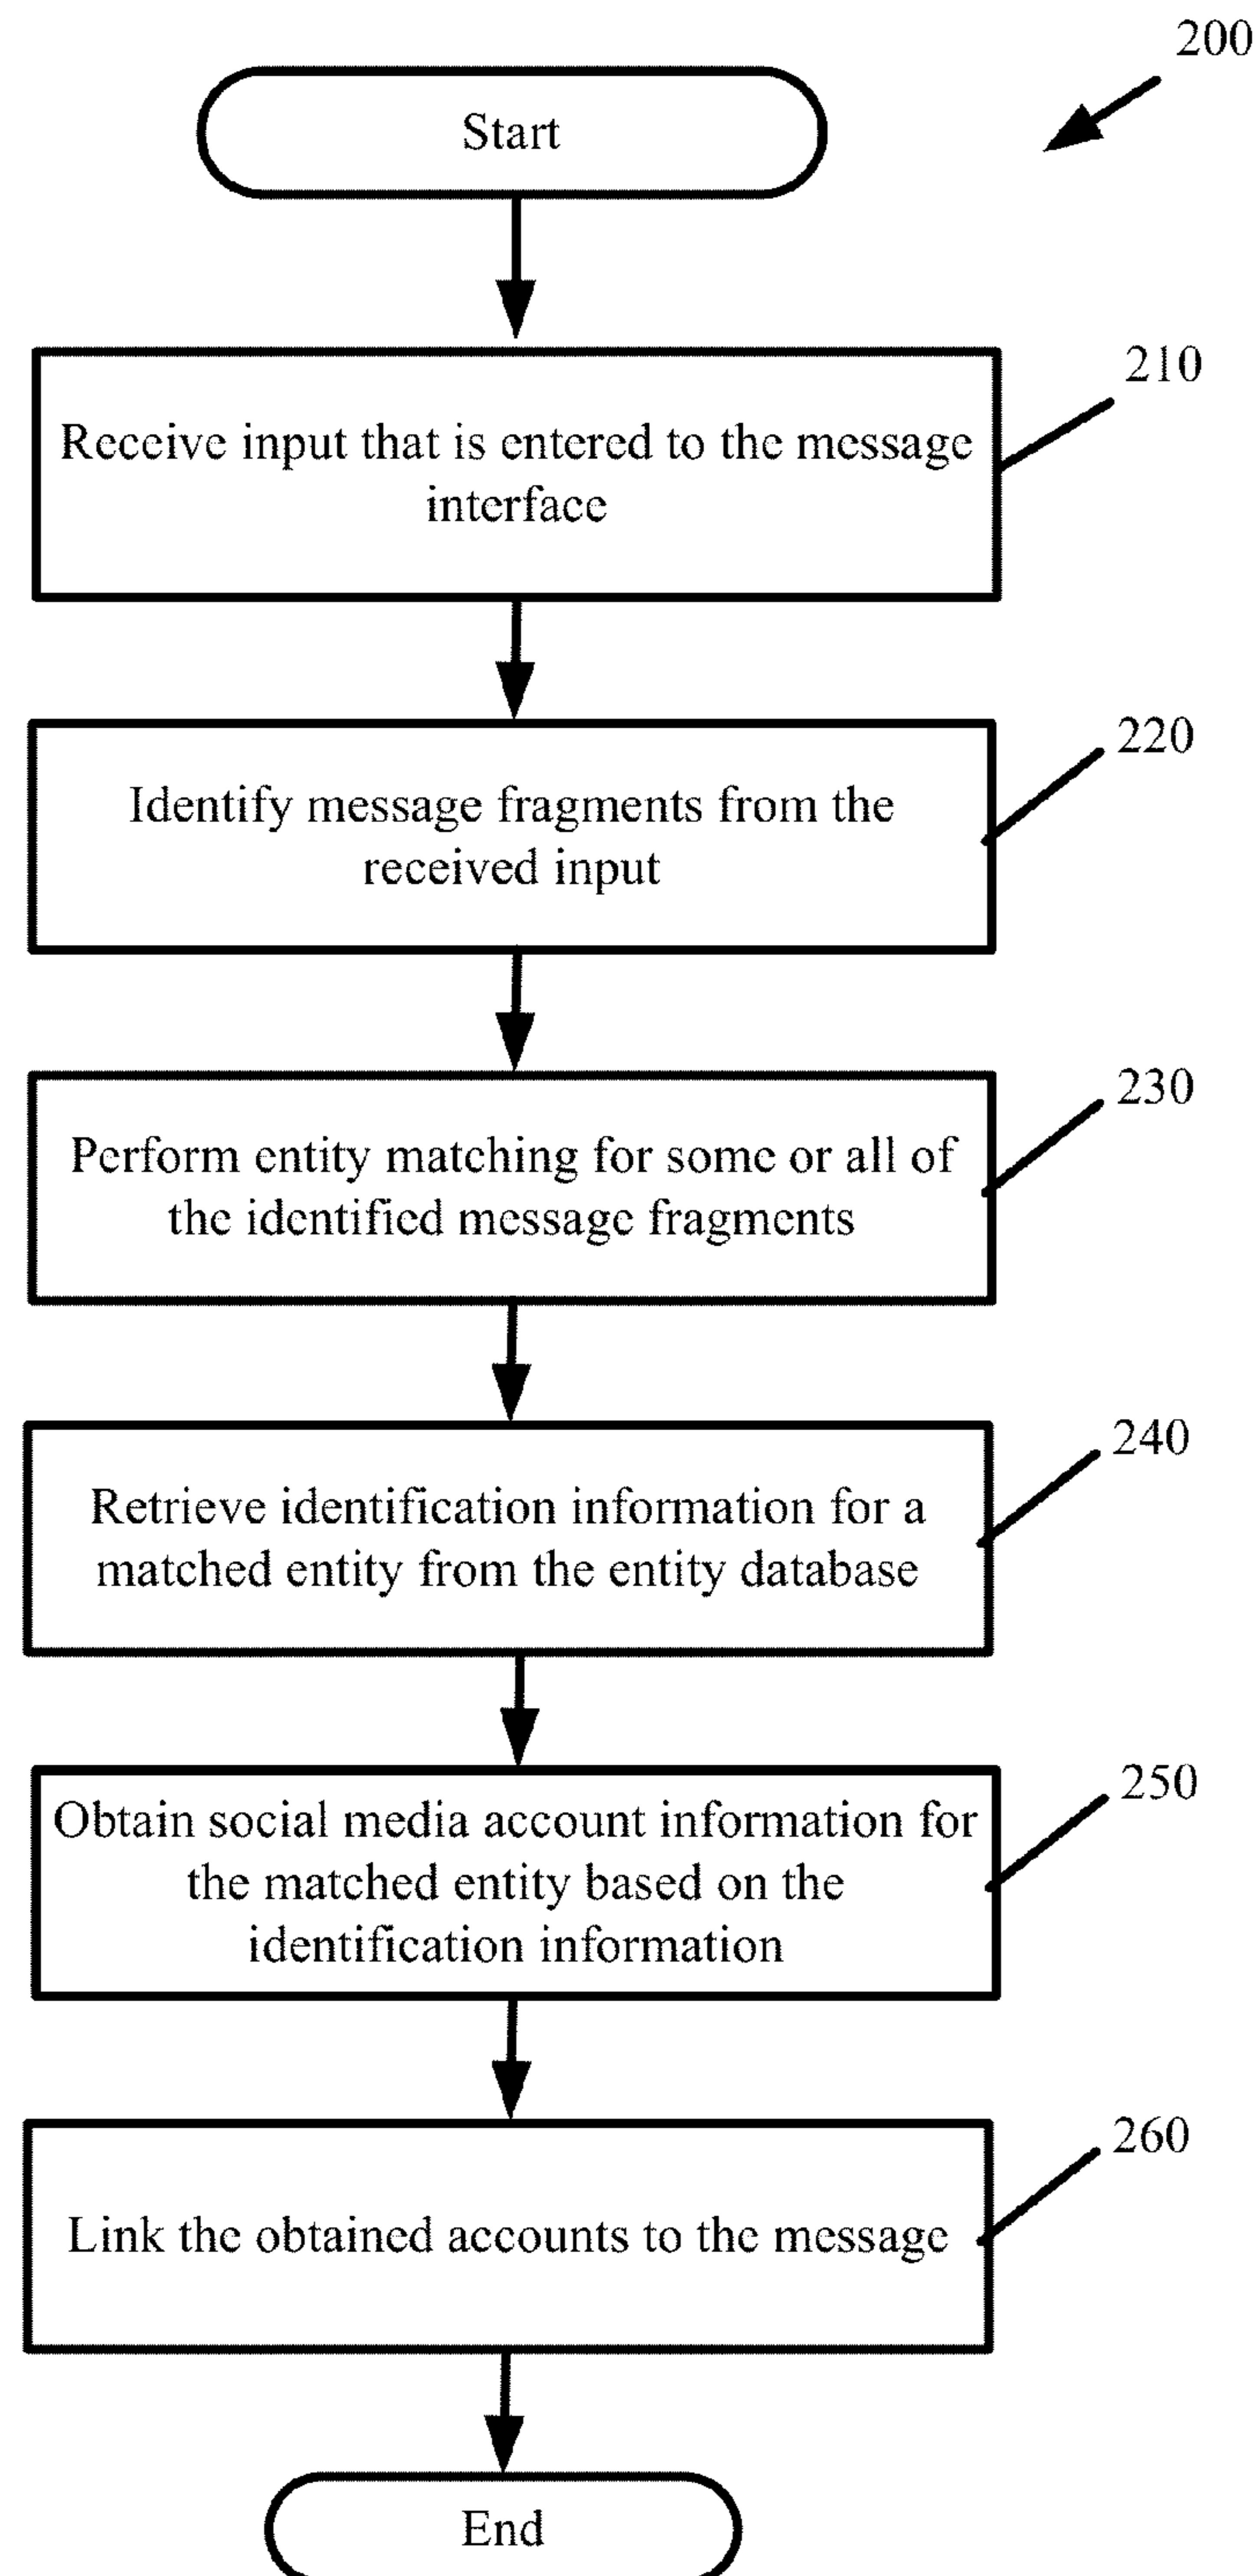 200
Start
210
Receive input that is entered to the message
interface
220
Identify message fragments from the
received input
230
Perform entity matching for some or all of
the identified message fragments
240
Retrieve identification information for a
matched entity from the entity database
250
Obtain social media account information for
the matched entity based on the
identification information
260
Link the obtained accounts to the message
End